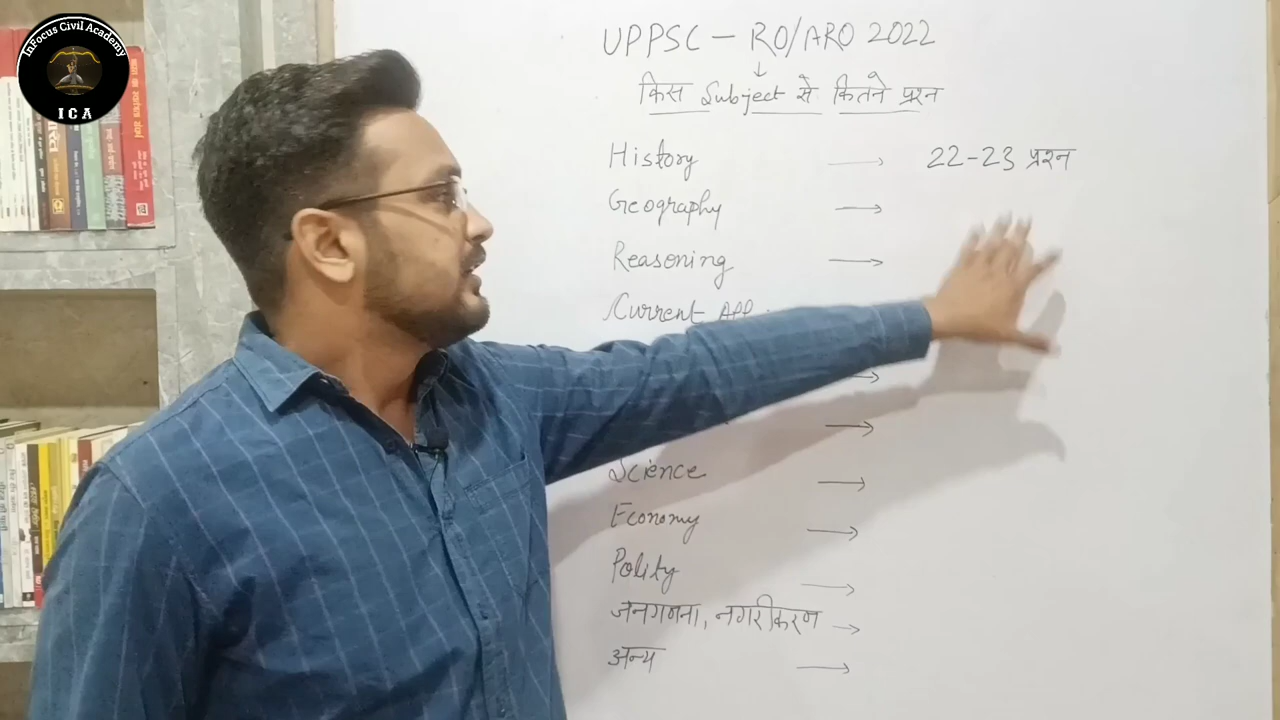 InFocus Civil Academy
ICA
UPPSC - RO/ARO 2022
↓
किस Subject से कितने प्रश्न
History → 22-23 प्रश्न
Geography →
Reasoning →
Current Aff
→
→
Science →
Economy →
Polity →
जनगणना, नगरीकरण →
अन्य →